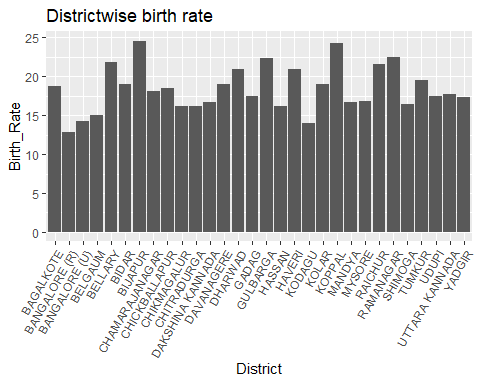 Districtwise birth rate
Birth_Rate
25
20
15
10
5
0
BAGALKOTE
BANGALORE (R)
BANGALORE (U)
BELGAUM
BELLARY
BIDAR
BIJAPUR
CHAMARAJANAGAR
CHICKBALLAPUR
CHIKMAGALUR
CHITRADURGA
DAKSHINA KANNADA
DAVANAGERE
DHARWAD
GADAG
GULBARGA
HASSAN
HAVERI
KODAGU
KOLAR
KOPPAL
MANDYA
MYSORE
RAICHUR
RAMANAGAR
SHIMOGA
TUMKUR
UDUPI
UTTARA KANNADA
YADGIR
District